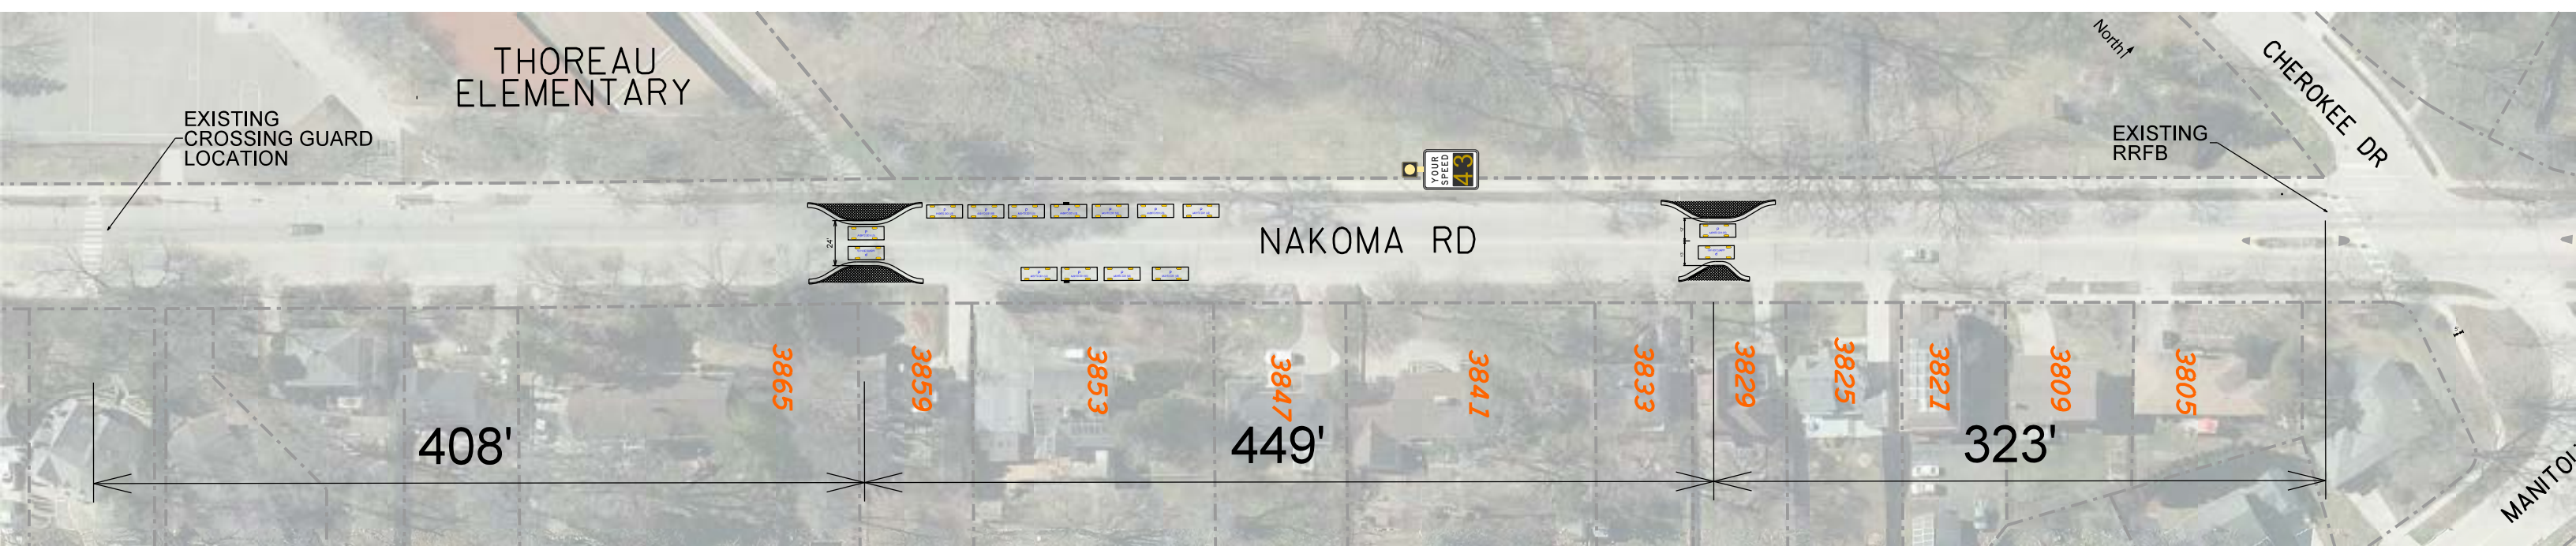 THOREAU
ELEMENTARY
EXISTING
CROSSING GUARD
LOCATION
North
CHEROKEE DR
EXISTING
RRFB
YOUR
SPEED
43
24'
NAKOMA RD
3865
3859
3853
3847
3841
3833
3829
3825
3821
3809
3805
408'
449'
323'